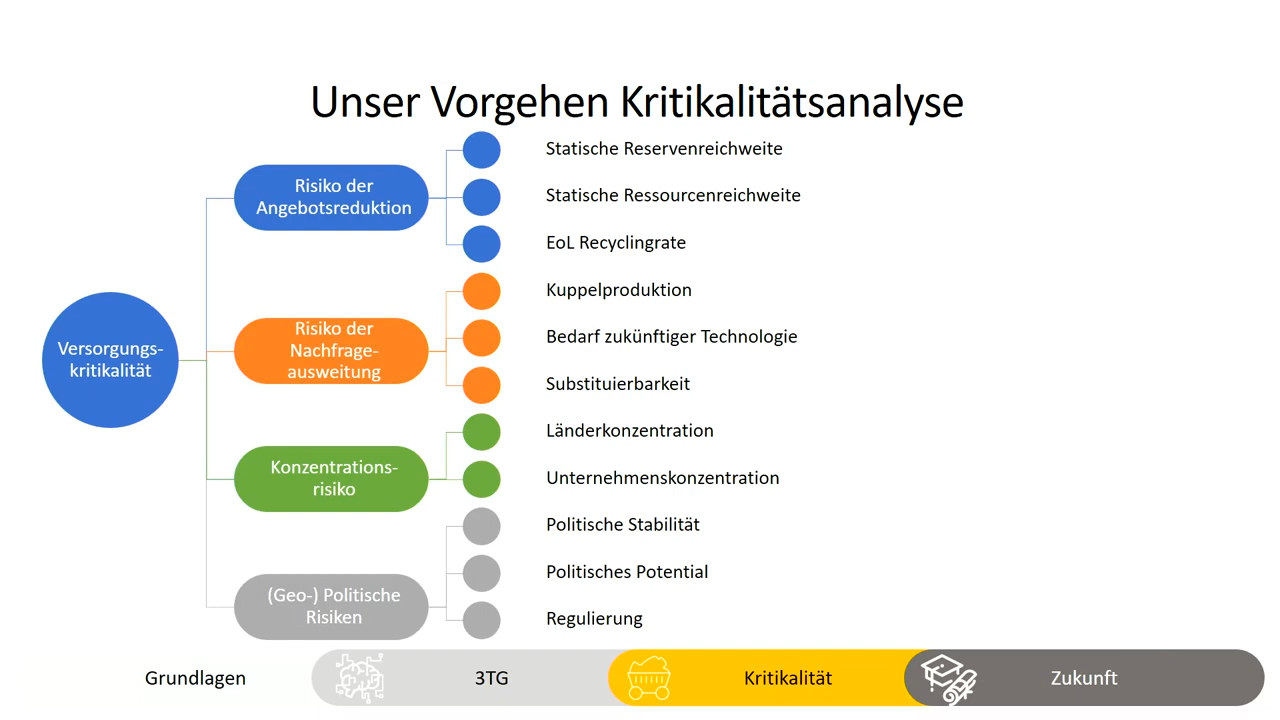 Unser Vorgehen Kritikalitätsanalyse
Versorgungs-
kritikalität
Risiko der
Angebotsreduktion
Statische Reservenreichweite
Statische Ressourcenreichweite
EoL Recyclingrate
Risiko der
Nachfrage-
ausweitung
Kuppelproduktion
Bedarf zukünftiger Technologie
Substituierbarkeit
Konzentrations-
risiko
Länderkonzentration
Unternehmenskonzentration
(Geo-) Politische
Risiken
Politische Stabilität
Politisches Potential
Regulierung
Grundlagen
3TG
Kritikalität
Zukunft